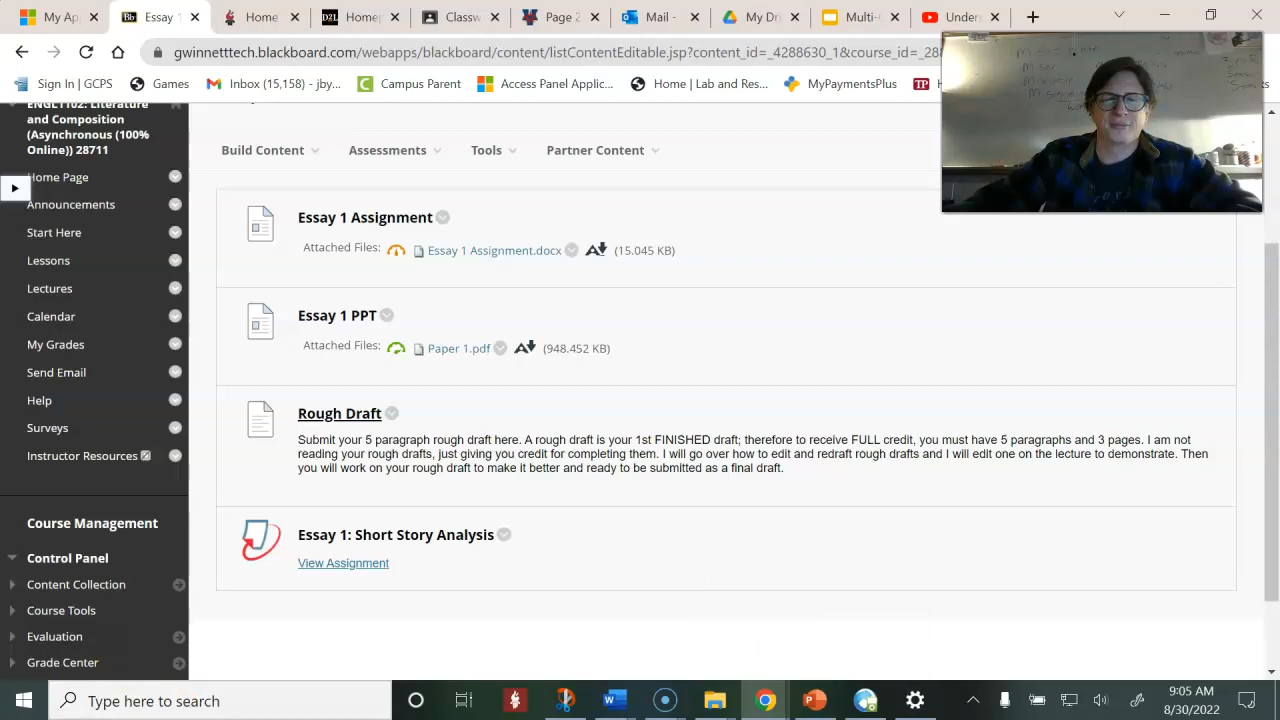 My Ap
Essay 1
Home
Home
Classw
Page 2
Mail -
My Dri
Multi-
Unders
gwinnetttech.blackboard.com/webapps/blackboard/content/listContentEditable.jsp?content_id=_4288630_1&course_id=_28
Sign In | GCPS
Games
Inbox (15,158) - jby...
Campus Parent
Access Panel Applic...
Home | Lab and Res...
MyPaymentsPlus
ENGL1102: Literature
and Composition
(Asynchronous (100%
Online)) 28711
Home Page
Announcements
Start Here
Lessons
Lectures
Calendar
My Grades
Send Email
Help
Surveys
Instructor Resources
Course Management
Control Panel
Content Collection
Course Tools
Evaluation
Grade Center
Build Content
Assessments
Tools
Partner Content
Essay 1 Assignment
Attached Files: Essay 1 Assignment.docx (15.045 KB)
Essay 1 PPT
Attached Files: Paper 1.pdf (948.452 KB)
Rough Draft
Submit your 5 paragraph rough draft here. A rough draft is your 1st FINISHED draft; therefore to receive FULL credit, you must have 5 paragraphs and 3 pages. I am not
reading your rough drafts, just giving you credit for completing them. I will go over how to edit and redraft rough drafts and I will edit one on the lecture to demonstrate. Then
you will work on your rough draft to make it better and ready to be submitted as a final draft.
Essay 1: Short Story Analysis
View Assignment
Type here to search
9:05 AM
8/30/2022